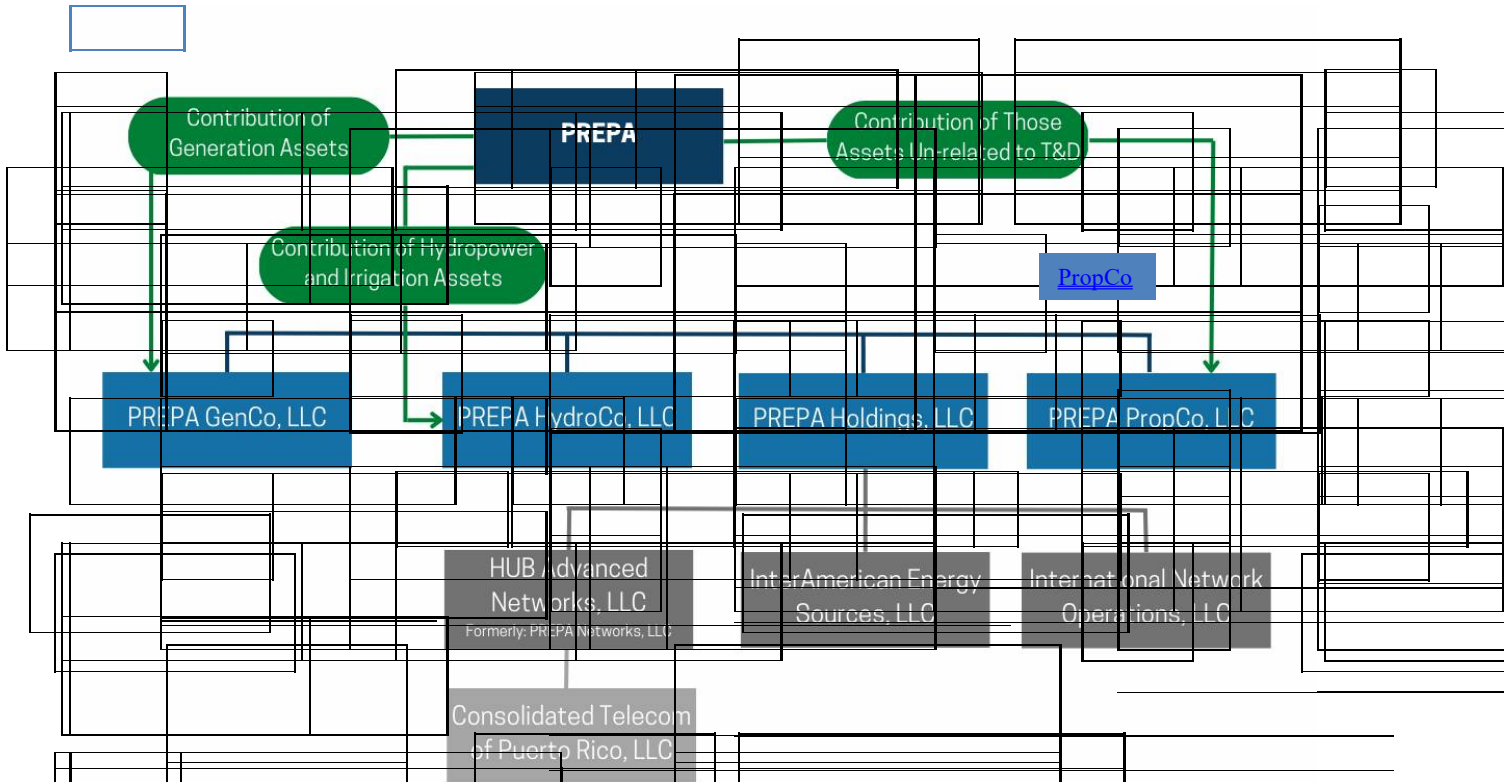 Contribution of
Generation Assets
PREPA
Contribution of Those
Assets Un-related to T&D
Contribution of Hydropower
and Irrigation Assets
PropCo
PREPA GenCo, LLC
PREPA HydroCo, LLC
PREPA Holdings, LLC
PREPA PropCo, LLC
HUB Advanced
Networks, LLC
Formerly: PREPA Networks, LLC
InterAmerican Energy
Sources, LLC
International Network
Operations, LLC
Consolidated Telecom
of Puerto Rico, LLC